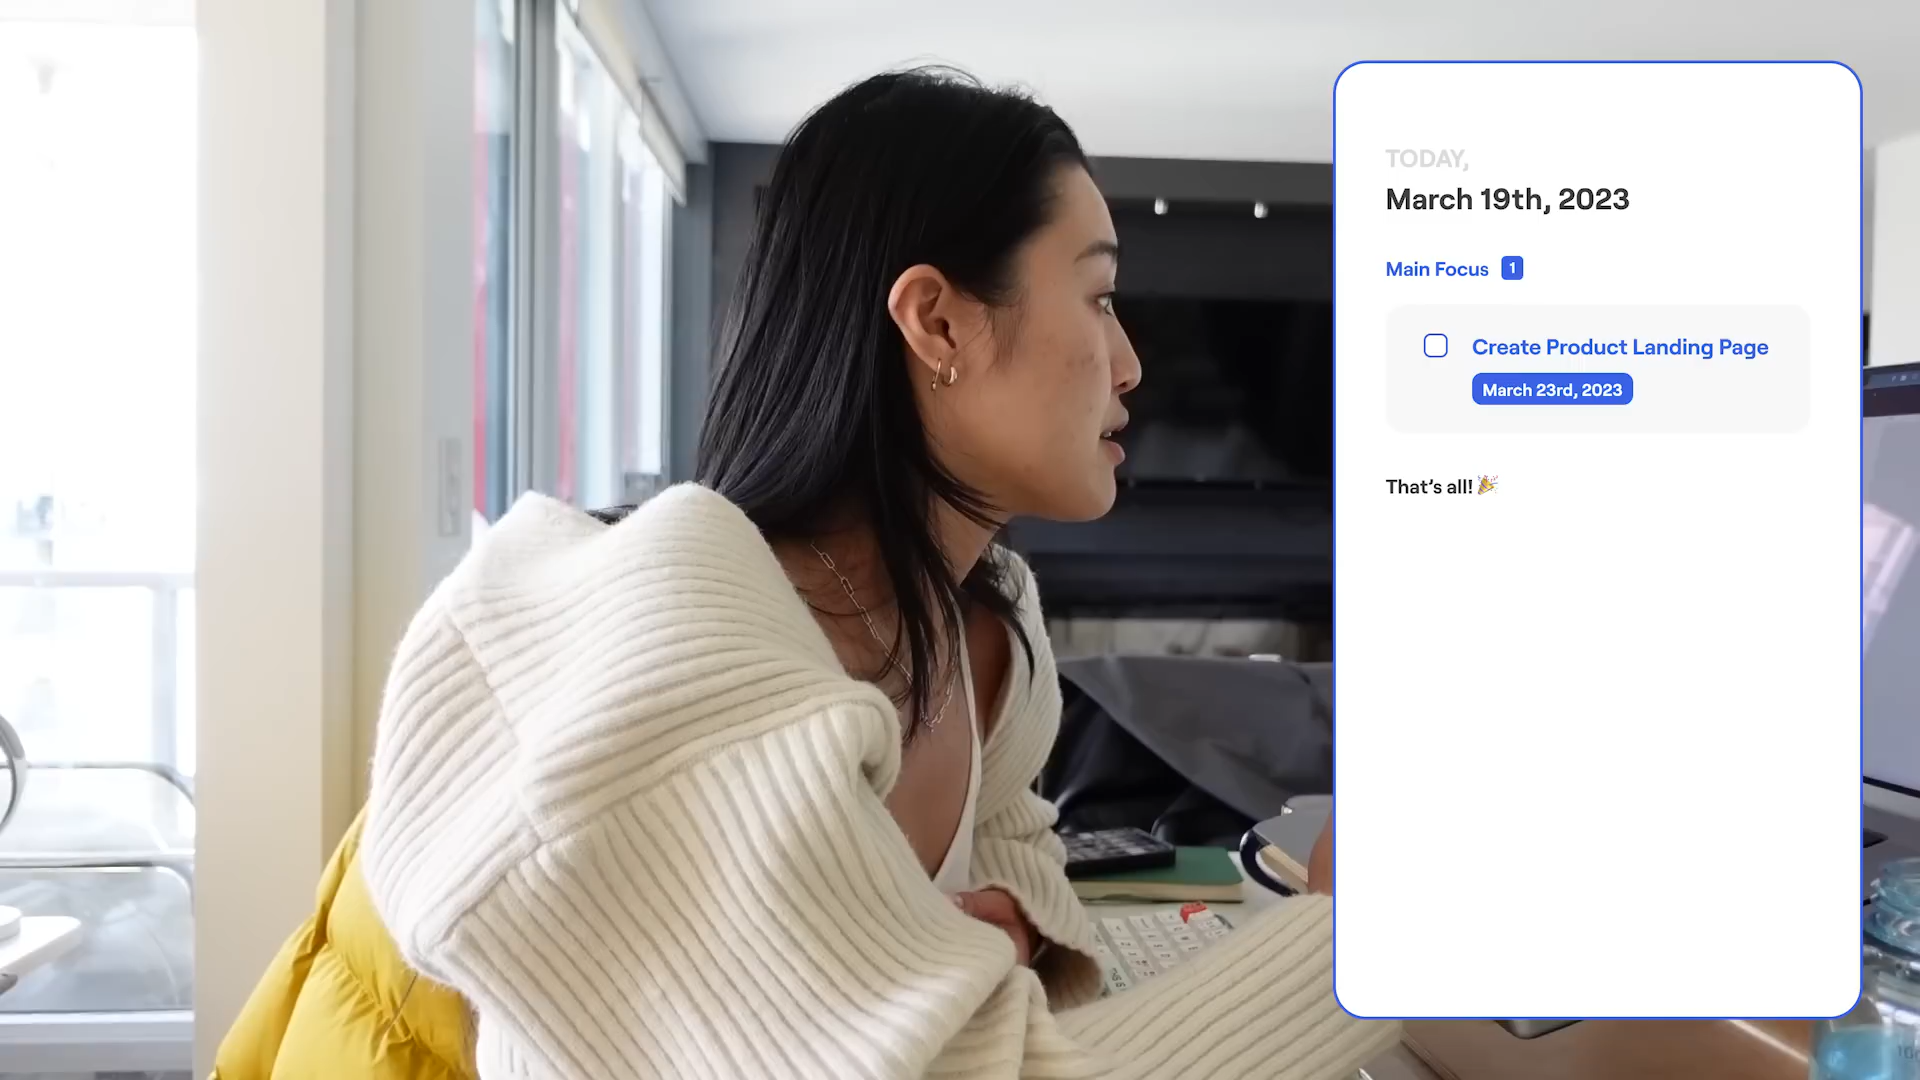 TODAY,
March 19th, 2023
Main Focus 1
Create Product Landing Page
March 23rd, 2023
That's all! 🎉